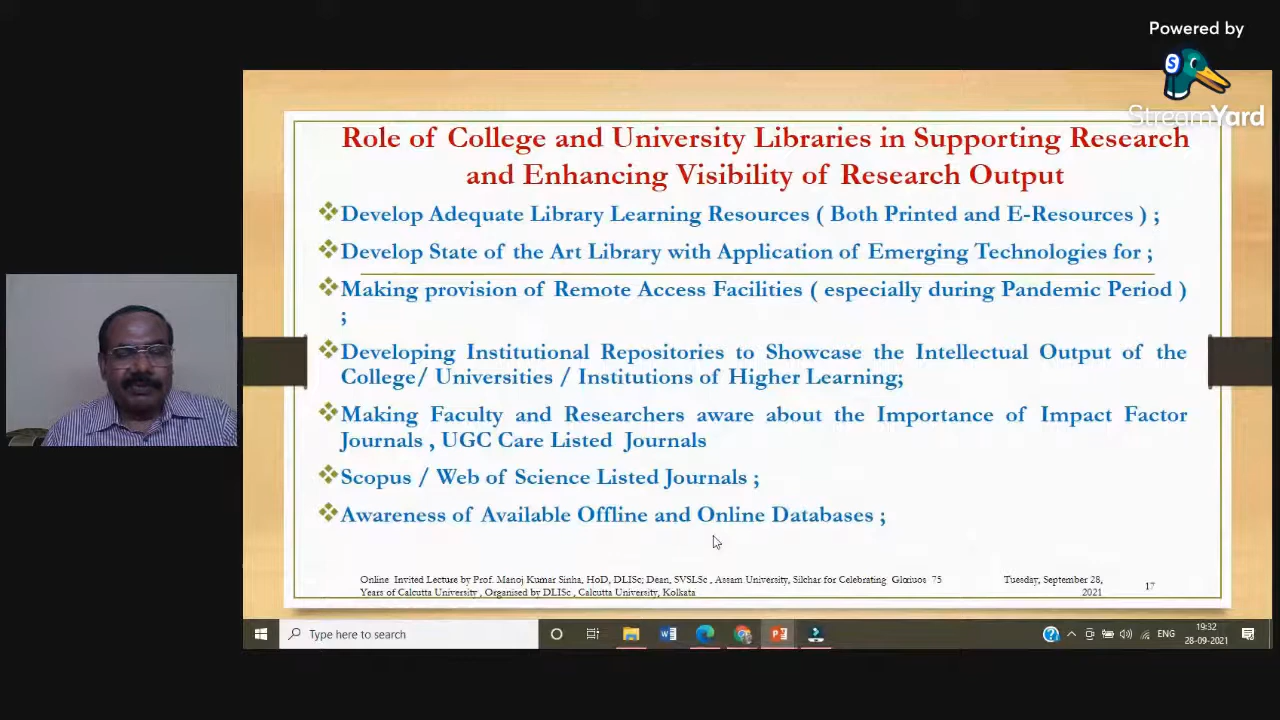 Powered by
StreamYard
Role of College and University Libraries in Supporting Research
and Enhancing Visibility of Research Output
Develop Adequate Library Learning Resources ( Both Printed and E-Resources ) ;
Develop State of the Art Library with Application of Emerging Technologies for ;
Making provision of Remote Access Facilities ( especially during Pandemic Period )
;
Developing Institutional Repositories to Showcase the Intellectual Output of the
College/ Universities / Institutions of Higher Learning;
Making Faculty and Researchers aware about the Importance of Impact Factor
Journals , UGC Care Listed Journals
Scopus / Web of Science Listed Journals ;
Awareness of Available Offline and Online Databases ;
Online Invited Lecture by Prof. Manoj Kumar Sinha, HoD, DLISc; Dean, SVSLSc , Assam University, Silchar for Celebrating Gloriuos 75
Years of Calcutta University , Organised by DLISc , Calcutta University, Kolkata
Tuesday, September 28,
2021
17
Type here to search
ENG
19:32
28-09-2021